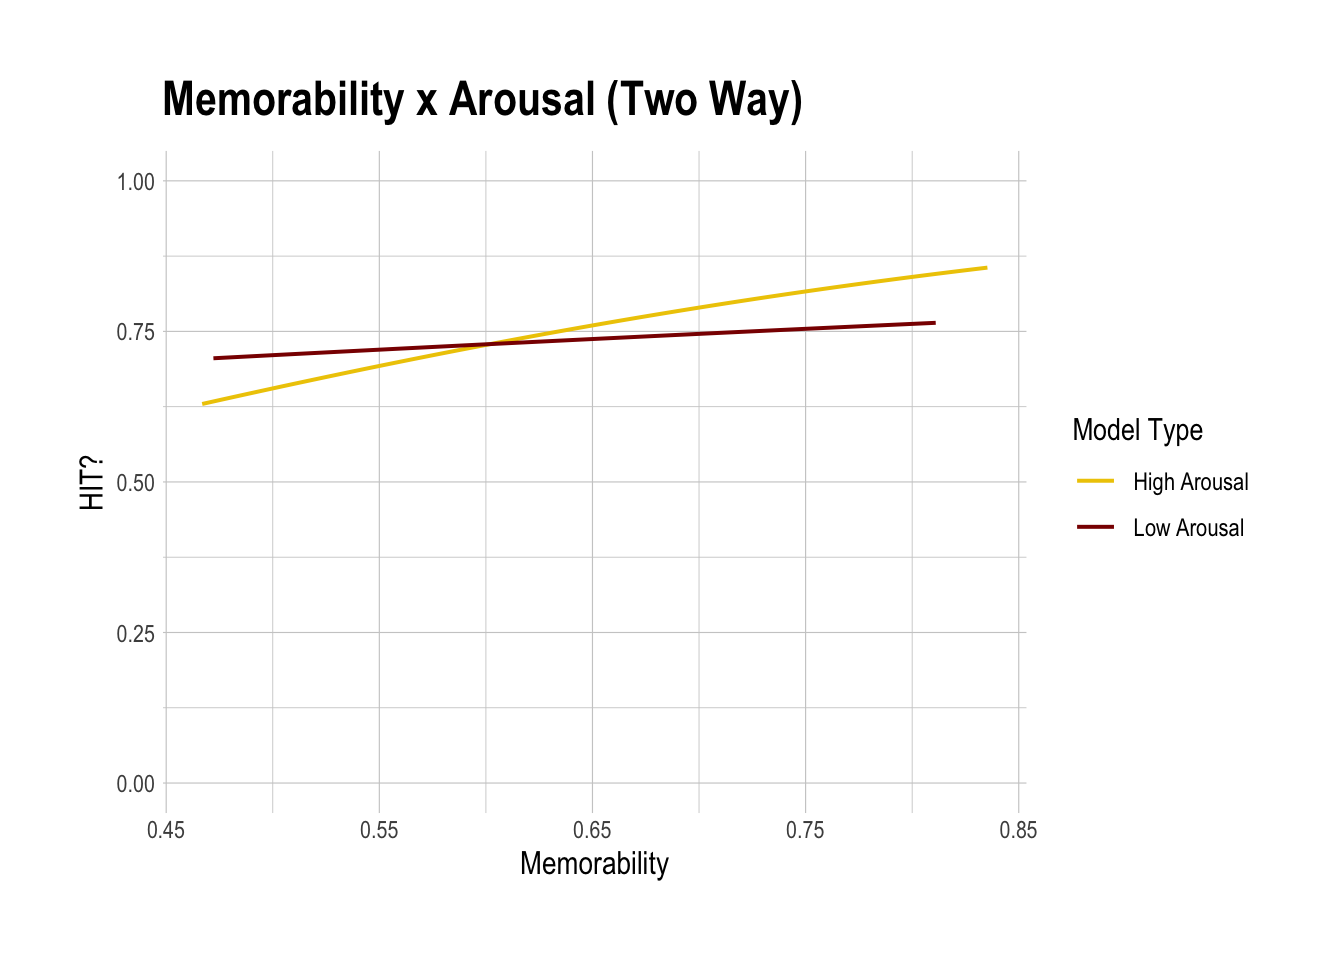 Memorability x Arousal (Two Way)
1.00
0.75
0.50
0.25
0.00
HIT?
0.45 0.55 0.65 0.75 0.85
Memorability
Model Type
High Arousal
Low Arousal